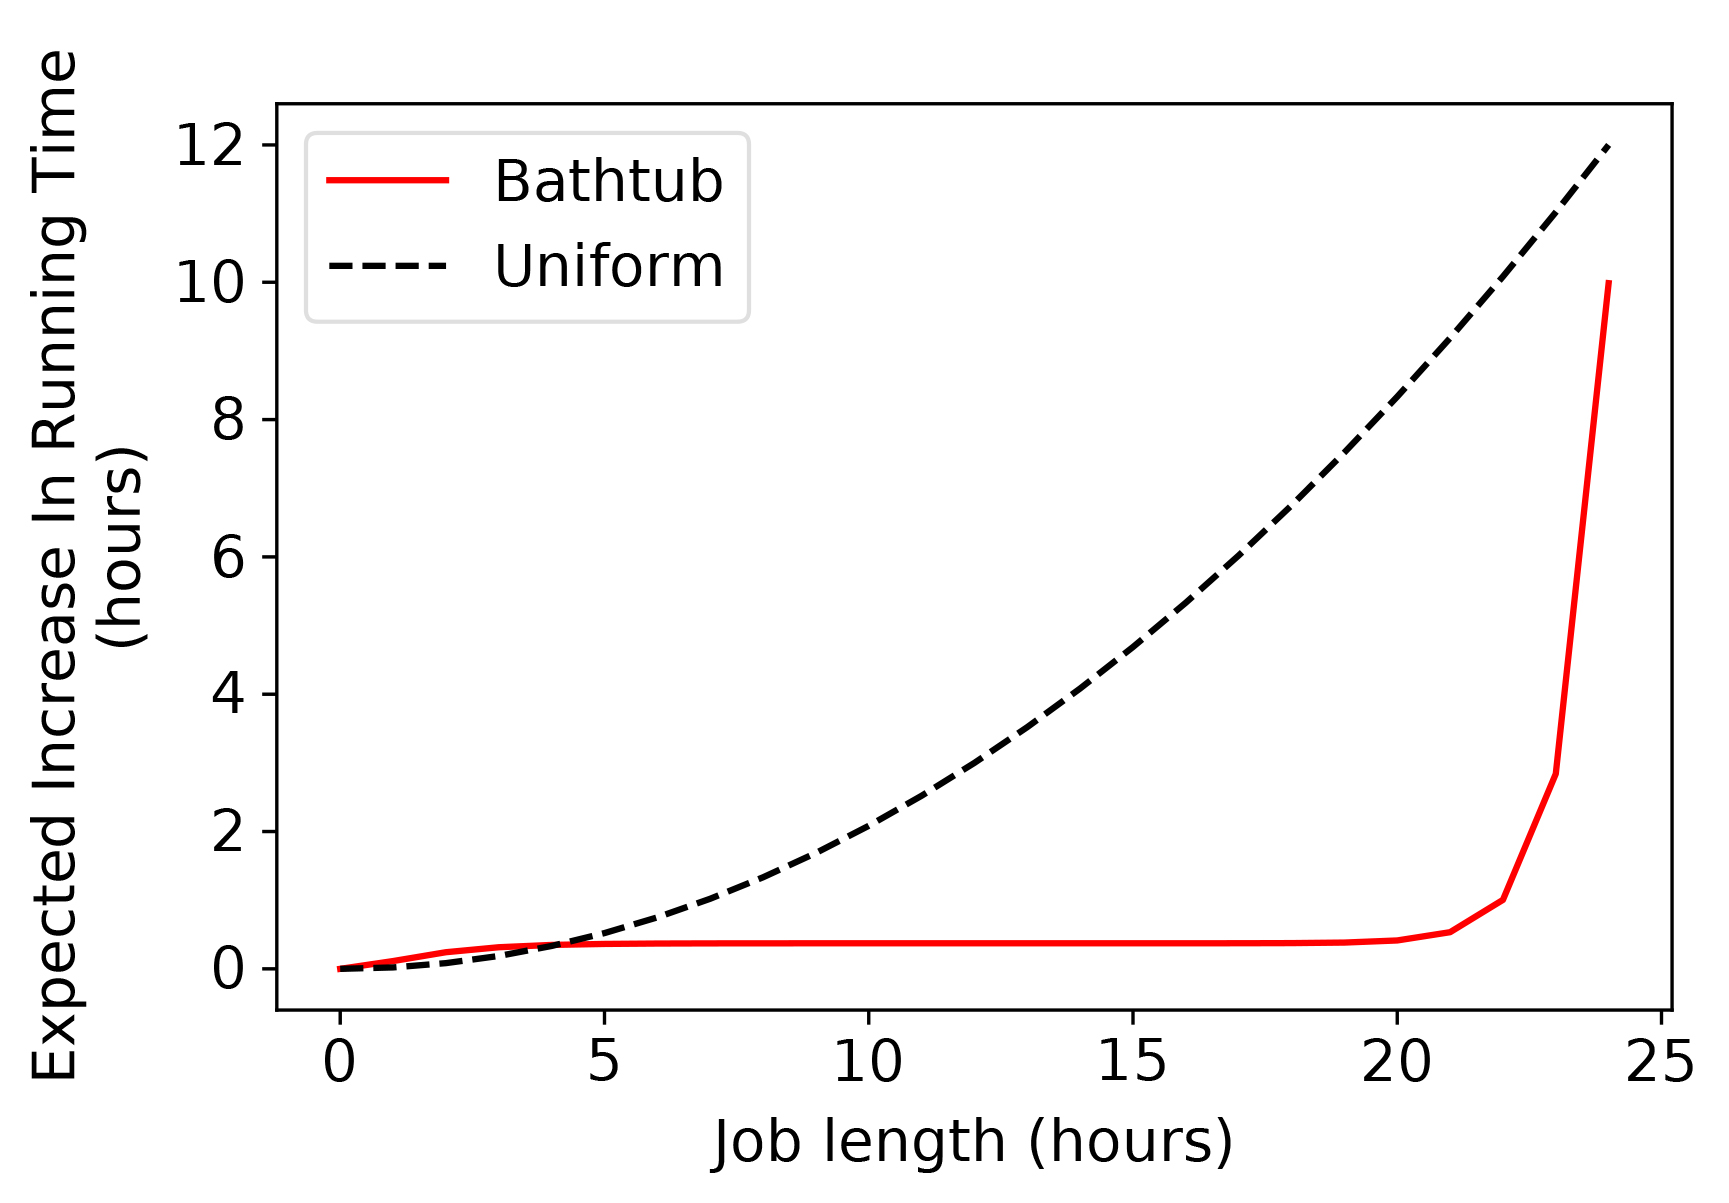 Expected Increase In Running Time
(hours)
12
10
8
6
4
2
0
Bathtub
Uniform
0 5 10 15 20 25
Job length (hours)